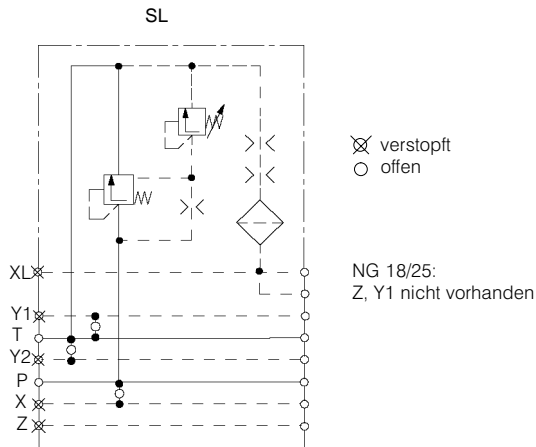 SL
verstopft
offen
XL
NG 18/25:
Z, Y1 nicht vorhanden
Y1
T
Y2
P
X
Z